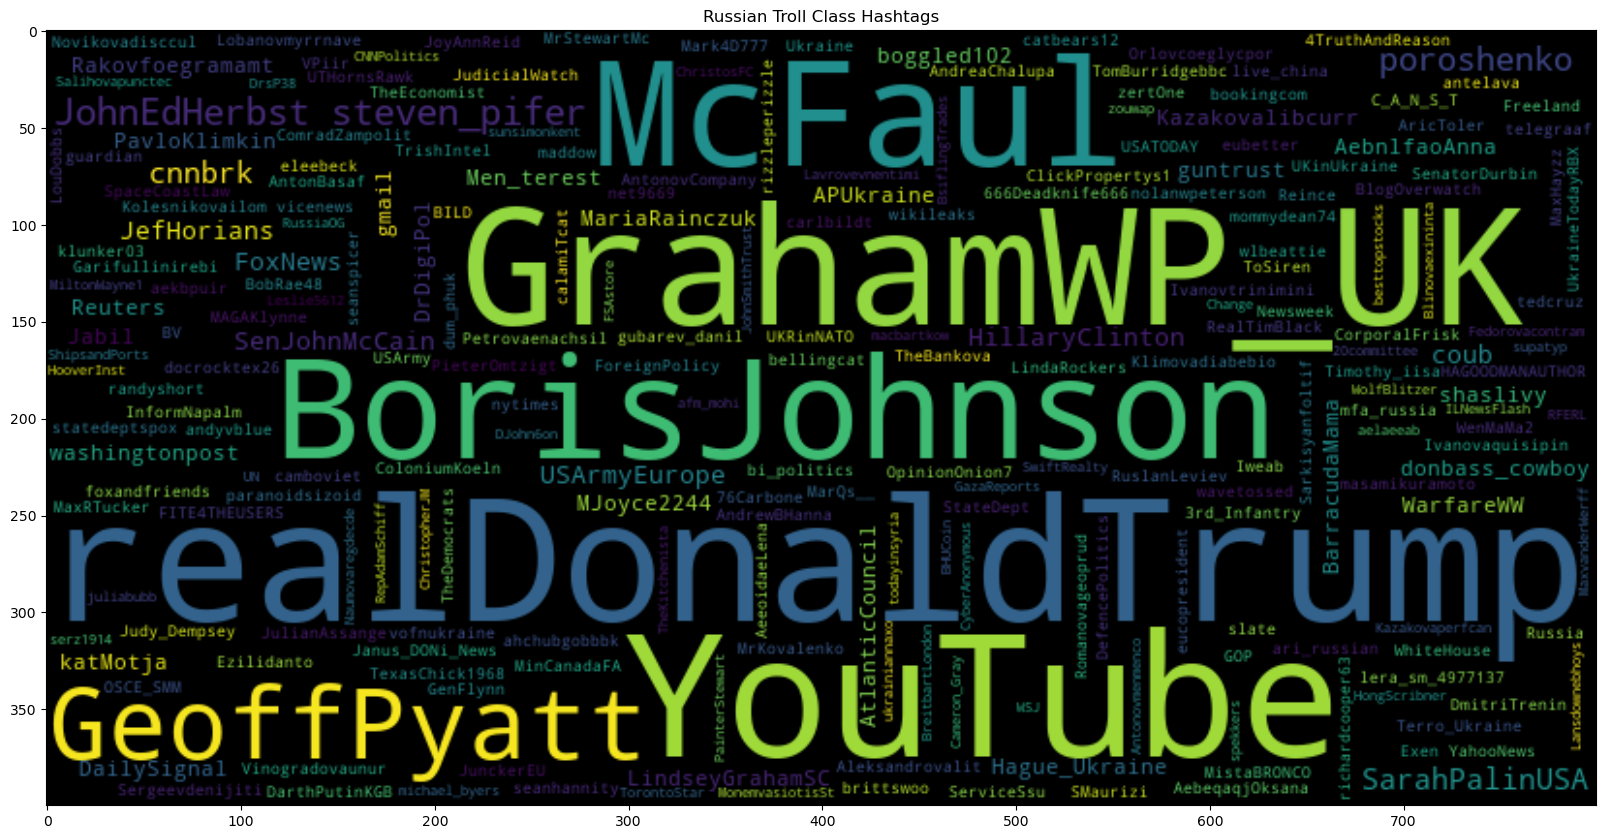 Russian Troll Class Hashtags
0
50
100
150
200
250
300
350
0 100 200 300 400 500 600 700
Novikovadisccul Lobanovmyrrnave JoyAnnReid MrStewartMc Mark4D777 Ukraine catbears12 4TruthAndReason
CNNPolitics boggled102 Orlovcoeglycpor poroshenko
Rakovfoegramamt VPiir JudicialWatch ChristosFC AndreaChalupa TomBurridgebbc live_china
Salihovapunctec DrsP38 UTHornsRawk TheEconomist McFaul zertOne bookingcom antelava
JohnEdHerbst steven_pifer rizzleperizzle zoumap C_A_N_S_T Freeland
PavloKlimkin ComradZampolit sunsimonkent BsirlingTrades Kazakovalibcurr AricToler telegraaf
LouDobbs guardian TrishIntel maddow USATODAY eubetter AebnlfaoAnna
cnnbrk eleebeck Lavrovevnentimi ClickPropertys1 guntrust UKinUkraine
SpaceCoastLaw AntonBasaf Men_terest AntonovCompany SenatorDurbin
Kolesnikovailom vicenews gmail net9669 APUkraine 666Deadknife666 nolanwpeterson Reince BlogOverwatch MaxHayzz UkraineTodayRBX
JefHorians RussiaOG BILD MariaRainczuk carlbildt wikileaks mommydean74
klunker03 DrDigiPol calamiTcat GrahamWP_UK wlbeattie bestopstocks Blinovaexsininta
Garifullinirebi FoxNews seanspicer ToSiren
MiltonWayne1 aekbpuir BobRae48 dum_phuk FSAstore JohnSmithTrust Ivanovtrinimini
Reuters Leslie5612 Change Newsweek tedcruz
MAGAKlynne RealTimBlack
Jabil BV SenJohnMcCain Petrovaenachsil gubarev_danil UKRinNATO macbartkow HillaryClinton CorporalFrisk Fedorovacontram
ShipsandPorts USArmy TheBankova 20committee coub supatyp
HooverInst docrocktex26 PieterOmtzigt ForeignPolicy bellingcat LindaRockers Klimovadiabebio Timothy_iisa HAGOODMANAUTHOR
randyshort BorisJohnson WolfBlitzer shaslivy
InformNapalm nytimes afm_mohi Sarkisyanfoltif mfa_russia ILNewsFlash RFERL
statedeptspox andyvblue DJohn6on BarracudaMama aelaeeab WenMaMa2
washingtonpost Ivanovaquisipin
UN camboviet ColoniumKoeln USArmyEurope bi_politics OpinionOnion7 SwiftRealty RuslanLeviev Iweab donbass_cowboy
foxandfriends paranoidsizoid 76Carbone MarQs__ GazaReports wavetossed masamikuramoto
MaxRTucker FITE4THEUSERS MJoyce2244 AndrewBHanna StateDept 3rd_Infantry WarfareWW
realDonaldTrump
Naumovaregdecde RepAdamSchiff ChristopherJM TheDemocrats TheKitchenista AeeoidaeLena AtlanticCouncil todayinsyria BHUCoin CyberAnonymous Romanovageoprud DefencePolitics eucopresident MaxvanderWerff
juliabubb
serz1914 Judy_Dempsey JulianAssange vofnukraine ahchubgobbbk slate Kazakovaperfcan Russia
Janus_DONi_News MrKovalenko ukrainiannaxo GOP ari_russian WhiteHouse
katMotja Ezilidanto TexasChick1968 MinCanadaFA YouTube lera_sm_4977137
OSCE_SMM GenFlynn PainterStewart BreitbartLondon Cameron_Gray WSJ Antonovnenmenco spekkers richardcooper63 HongScribner DmitriTrenin Lansdownehboys
GeoffPyatt Terro_Ukraine
Exen YahooNews
DailySignal Vinogradovaunur JunckerEU LindseyGrahamSC Aleksandrovalit Hague_Ukraine MistaBRONCO SarahPalinUSA
Sergeevdenijiti DarthPutinKGB michael_byers seanhannity TorontoStar MonemvasiotisSt brittswoo ServiceSsu SMaurizi AebeqaqjOksana